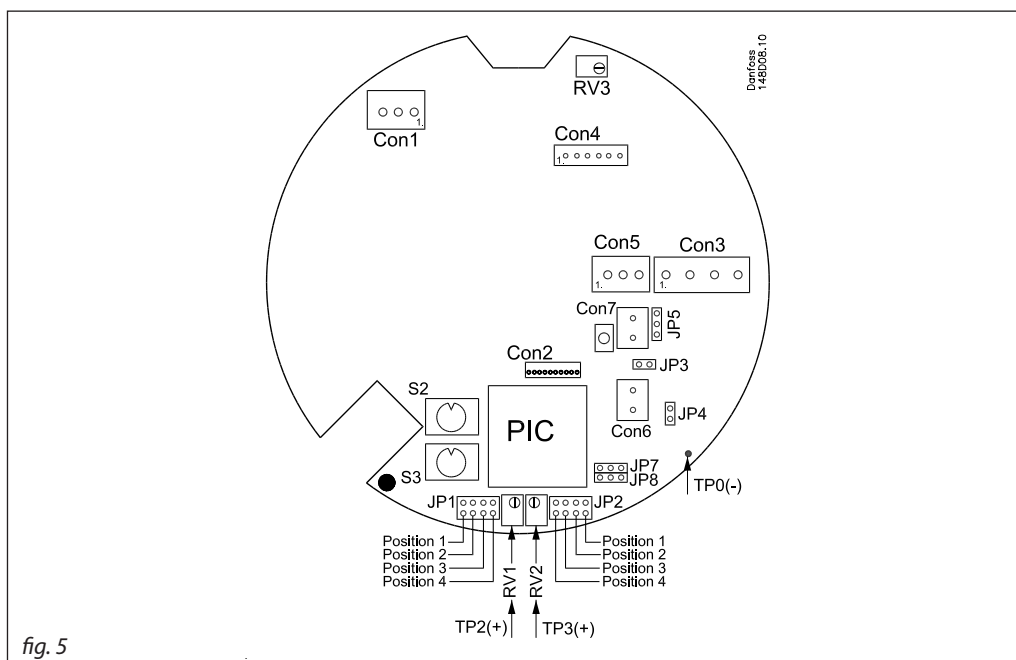 Danfoss
148D08.10
RV3
1.
Con1
Con4
1.
Con5
Con3
1.
1.
Con7
JP5
Con2
JP3
S2
PIC
JP4
Con6
S3
JP7
JP8
TP0(-)
JP1
JP2
Position 1
Position 2
Position 3
Position 4
RV1
RV2
Position 1
Position 2
Position 3
Position 4
TP2(+)
TP3(+)
fig. 5